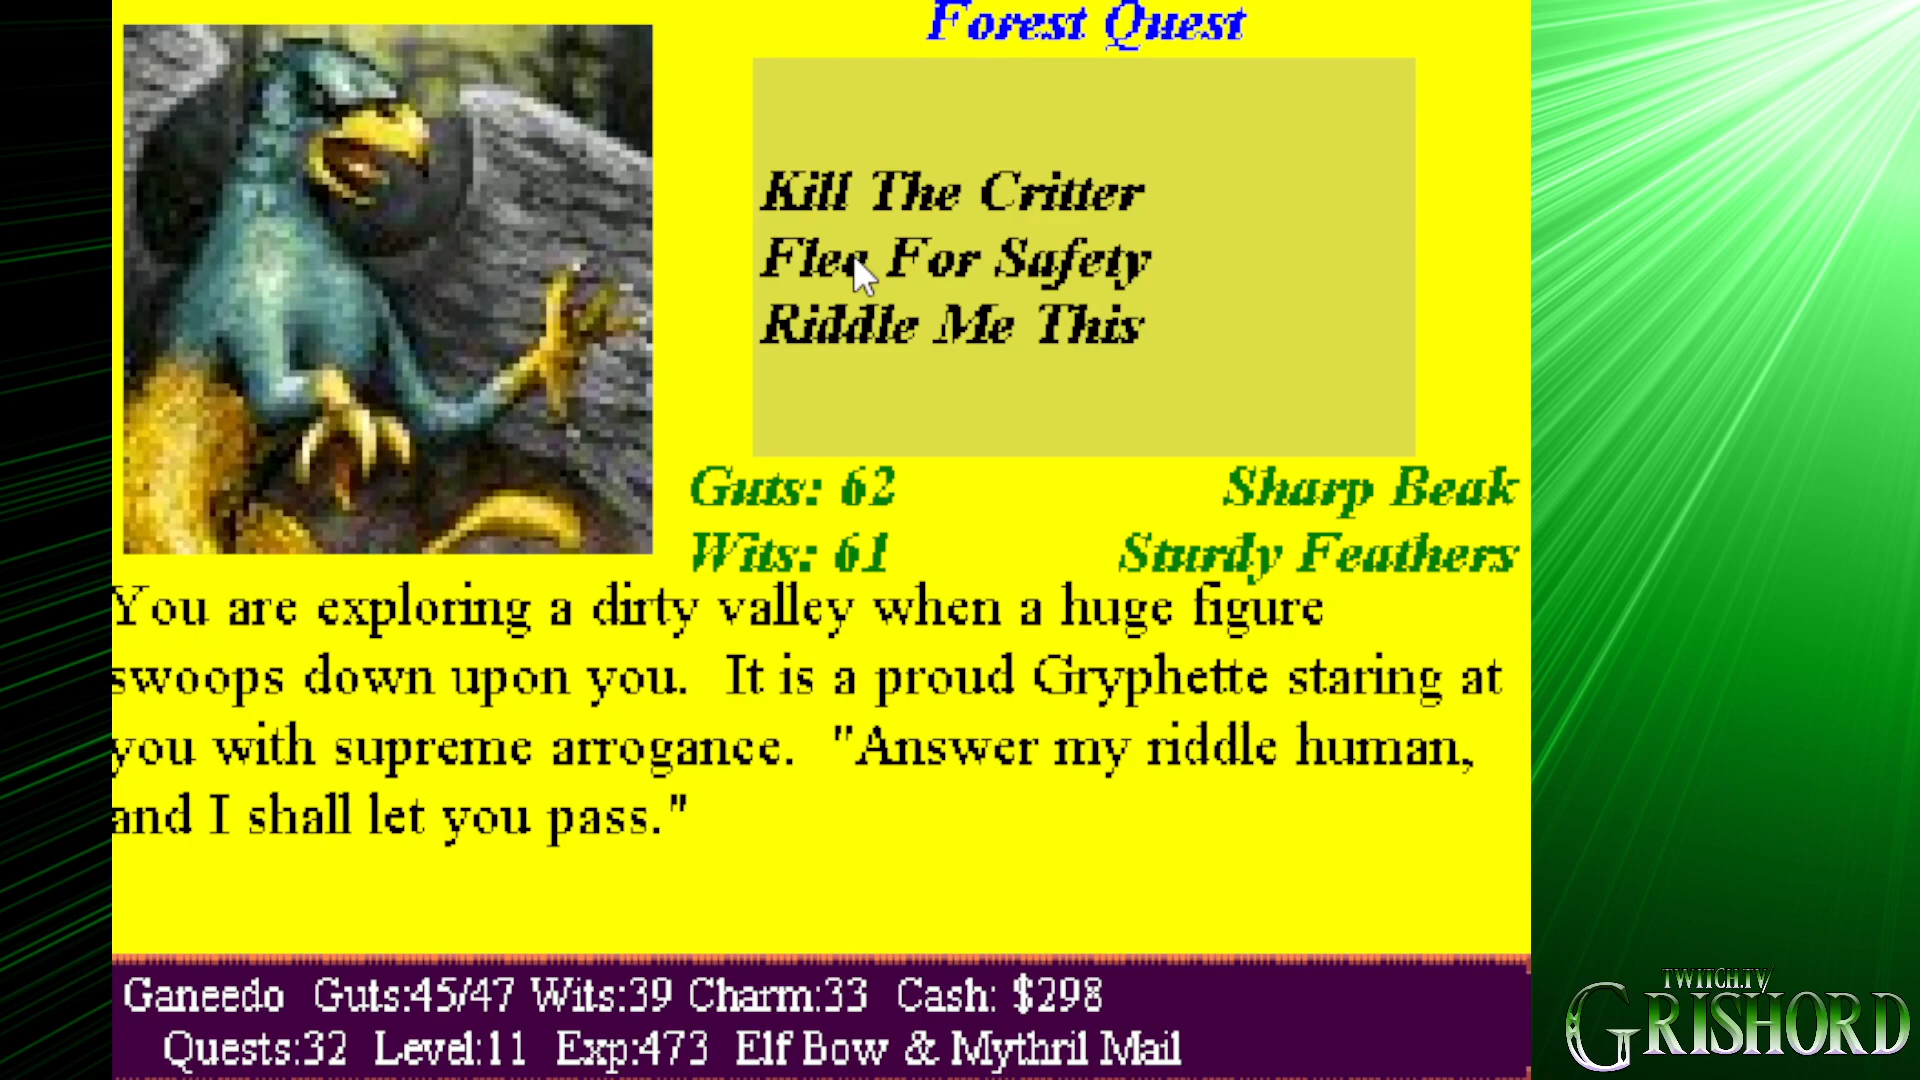 Forest Quest
Kill The Critter
Flee For Safety
Riddle Me This
Guts: 62
Sharp Beak
Wits: 61
Sturdy Feathers
You are exploring a dirty valley when a huge figure
swoops down upon you.  It is a proud Gryphette staring at
you with supreme arrogance.  "Answer my riddle human,
and I shall let you pass."
Ganeedo Guts:45/47 Wits:39 Charm:33 Cash: $298
Quests:32 Level:11 Exp:473 Elf Bow & Mythril Mail
TWITCH.TV/
GRISHORD